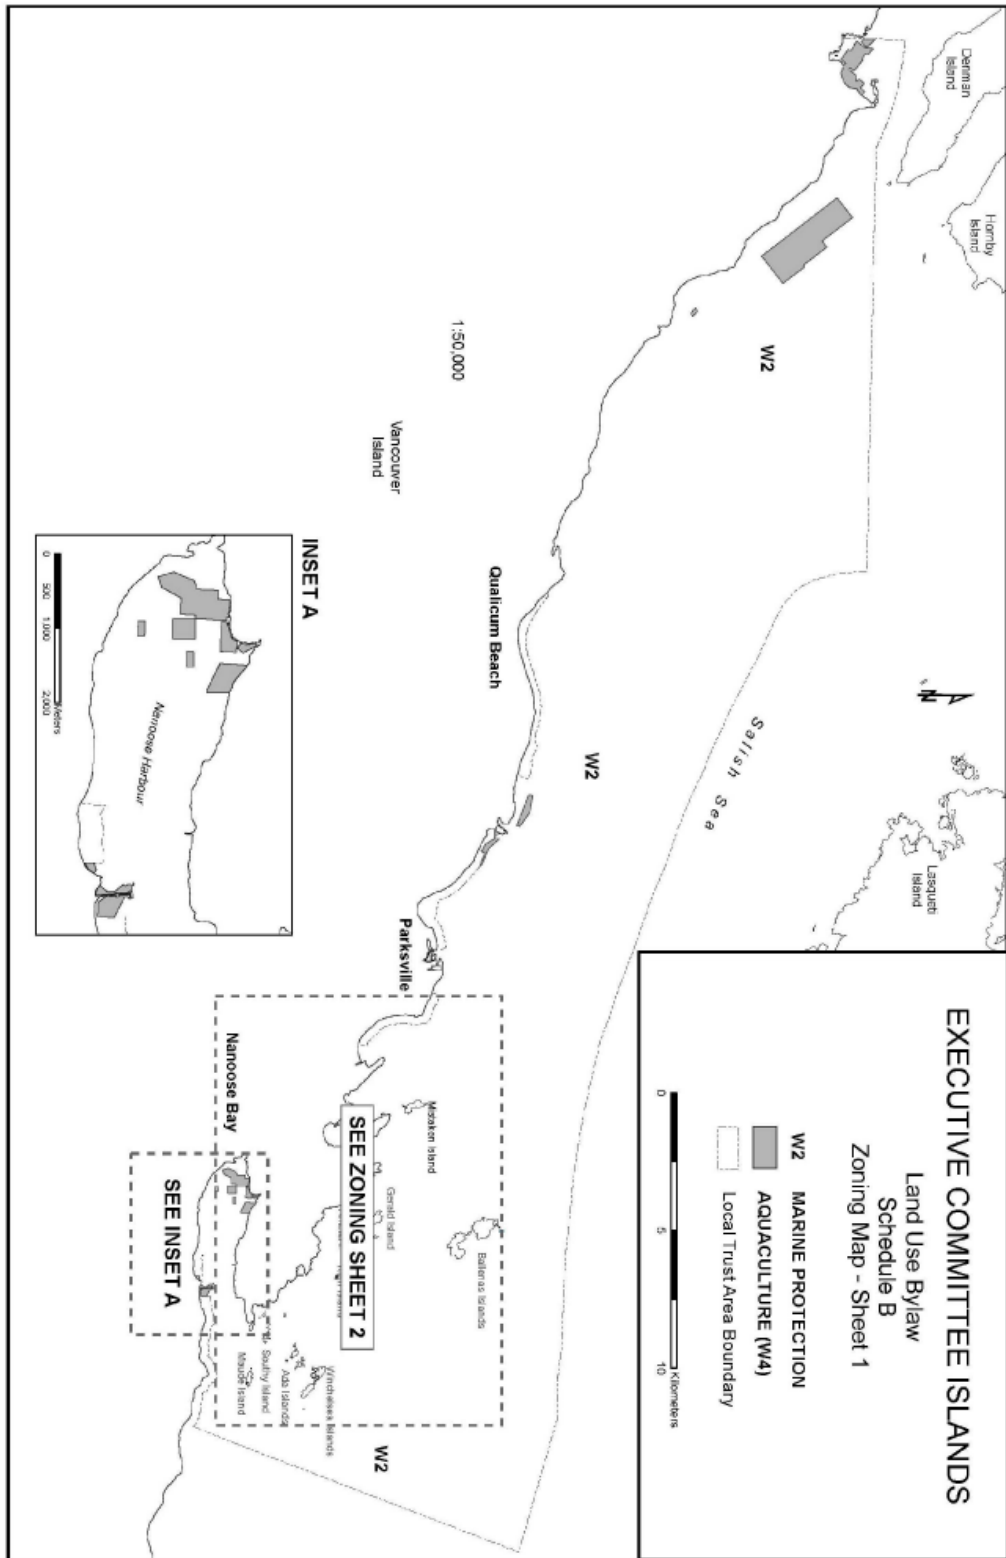 EXECUTIVE COMMITTEE ISLANDS
Land Use Bylaw
Schedule B
Zoning Map - Sheet 1
W2 MARINE PROTECTION
AQUACULTURE (W4)
Local Trust Area Boundary
0 5 10
Kilometers
Denman
Island
Hornby
Island
Lasqueti
Island
N
Salish Sea
W2
W2
W2
1:50,000
Vancouver
Island
Qualicum Beach
Parksville
Nanoose Bay
Mistaken Island
Gerald Island
Ballenas Islands
SEE ZONING SHEET 2
Winchelsea Islands
Ada Islands
Southy Island
Maude Island
SEE INSET A
INSET A
Nanoose Harbour
0 500 1,000 2,000
Meters